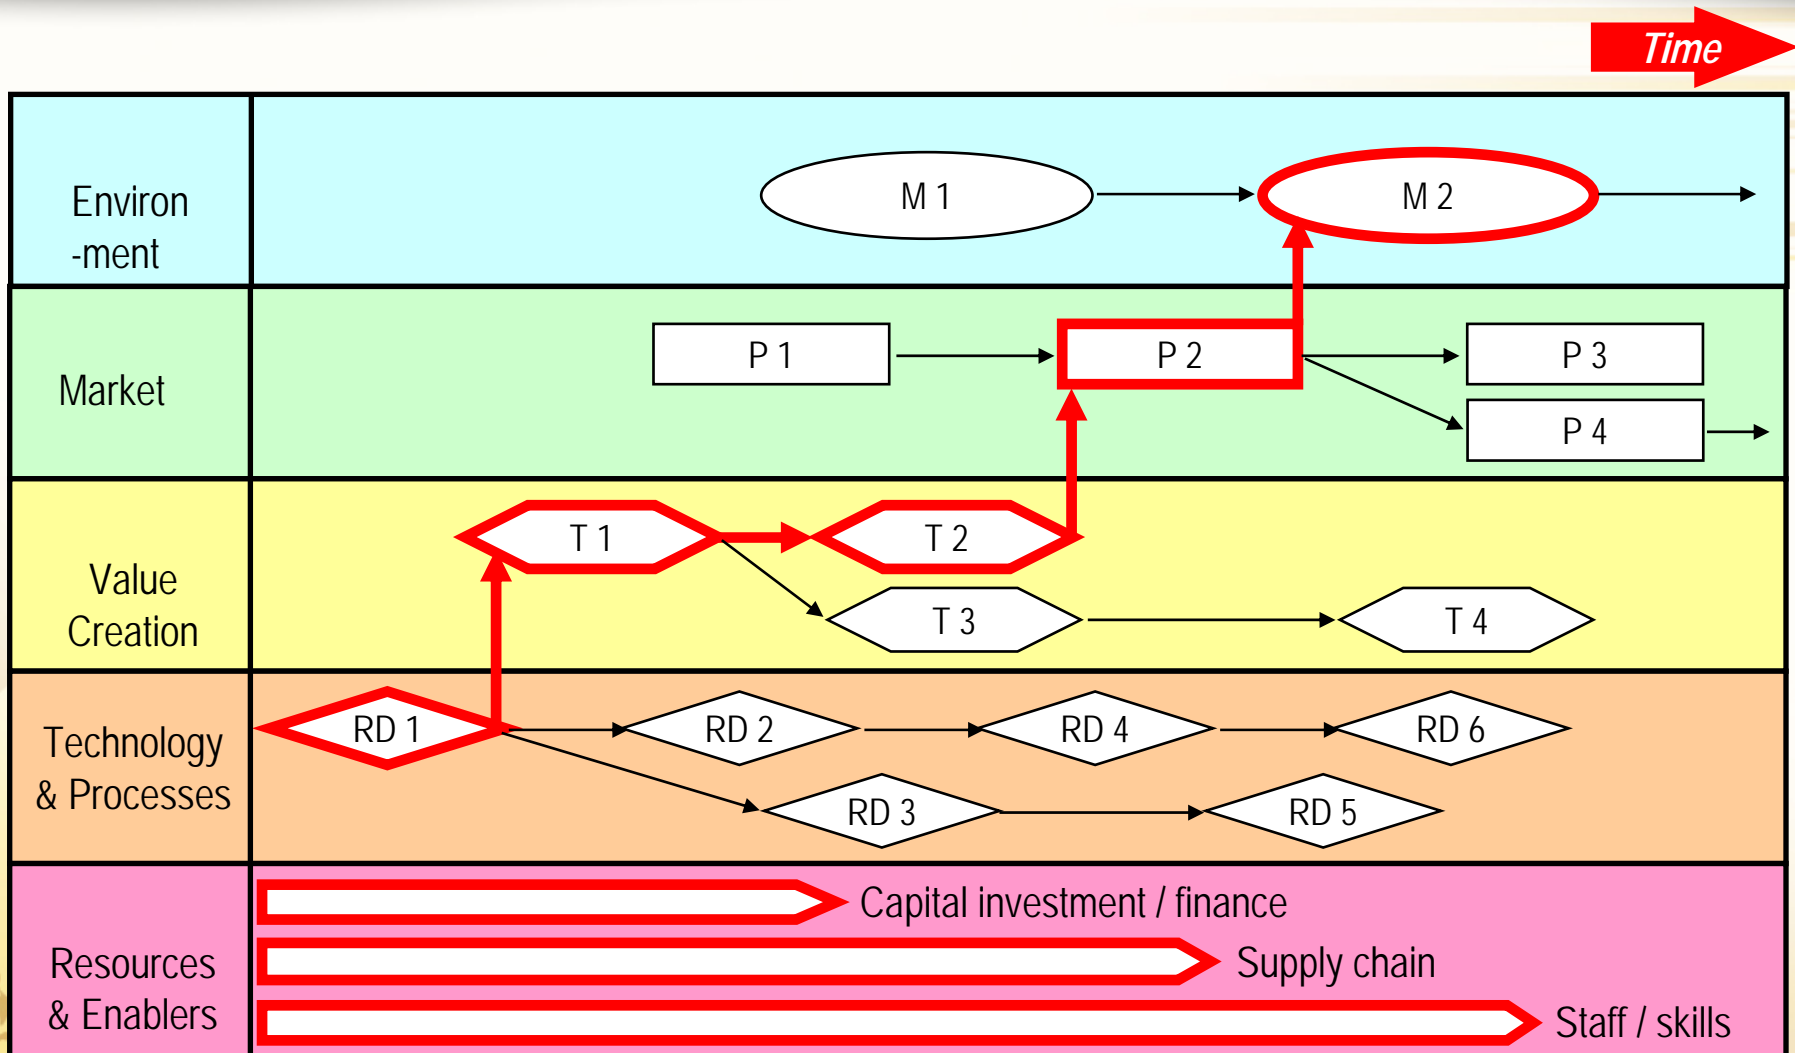 Time
Environ
-ment
M 1
M 2
Market
P 1
P 2
P 3
P 4
Value
Creation
T 1
T 2
T 3
T 4
Technology
& Processes
RD 1
RD 2
RD 4
RD 6
RD 3
RD 5
Resources
& Enablers
Capital investment / finance
Supply chain
Staff / skills